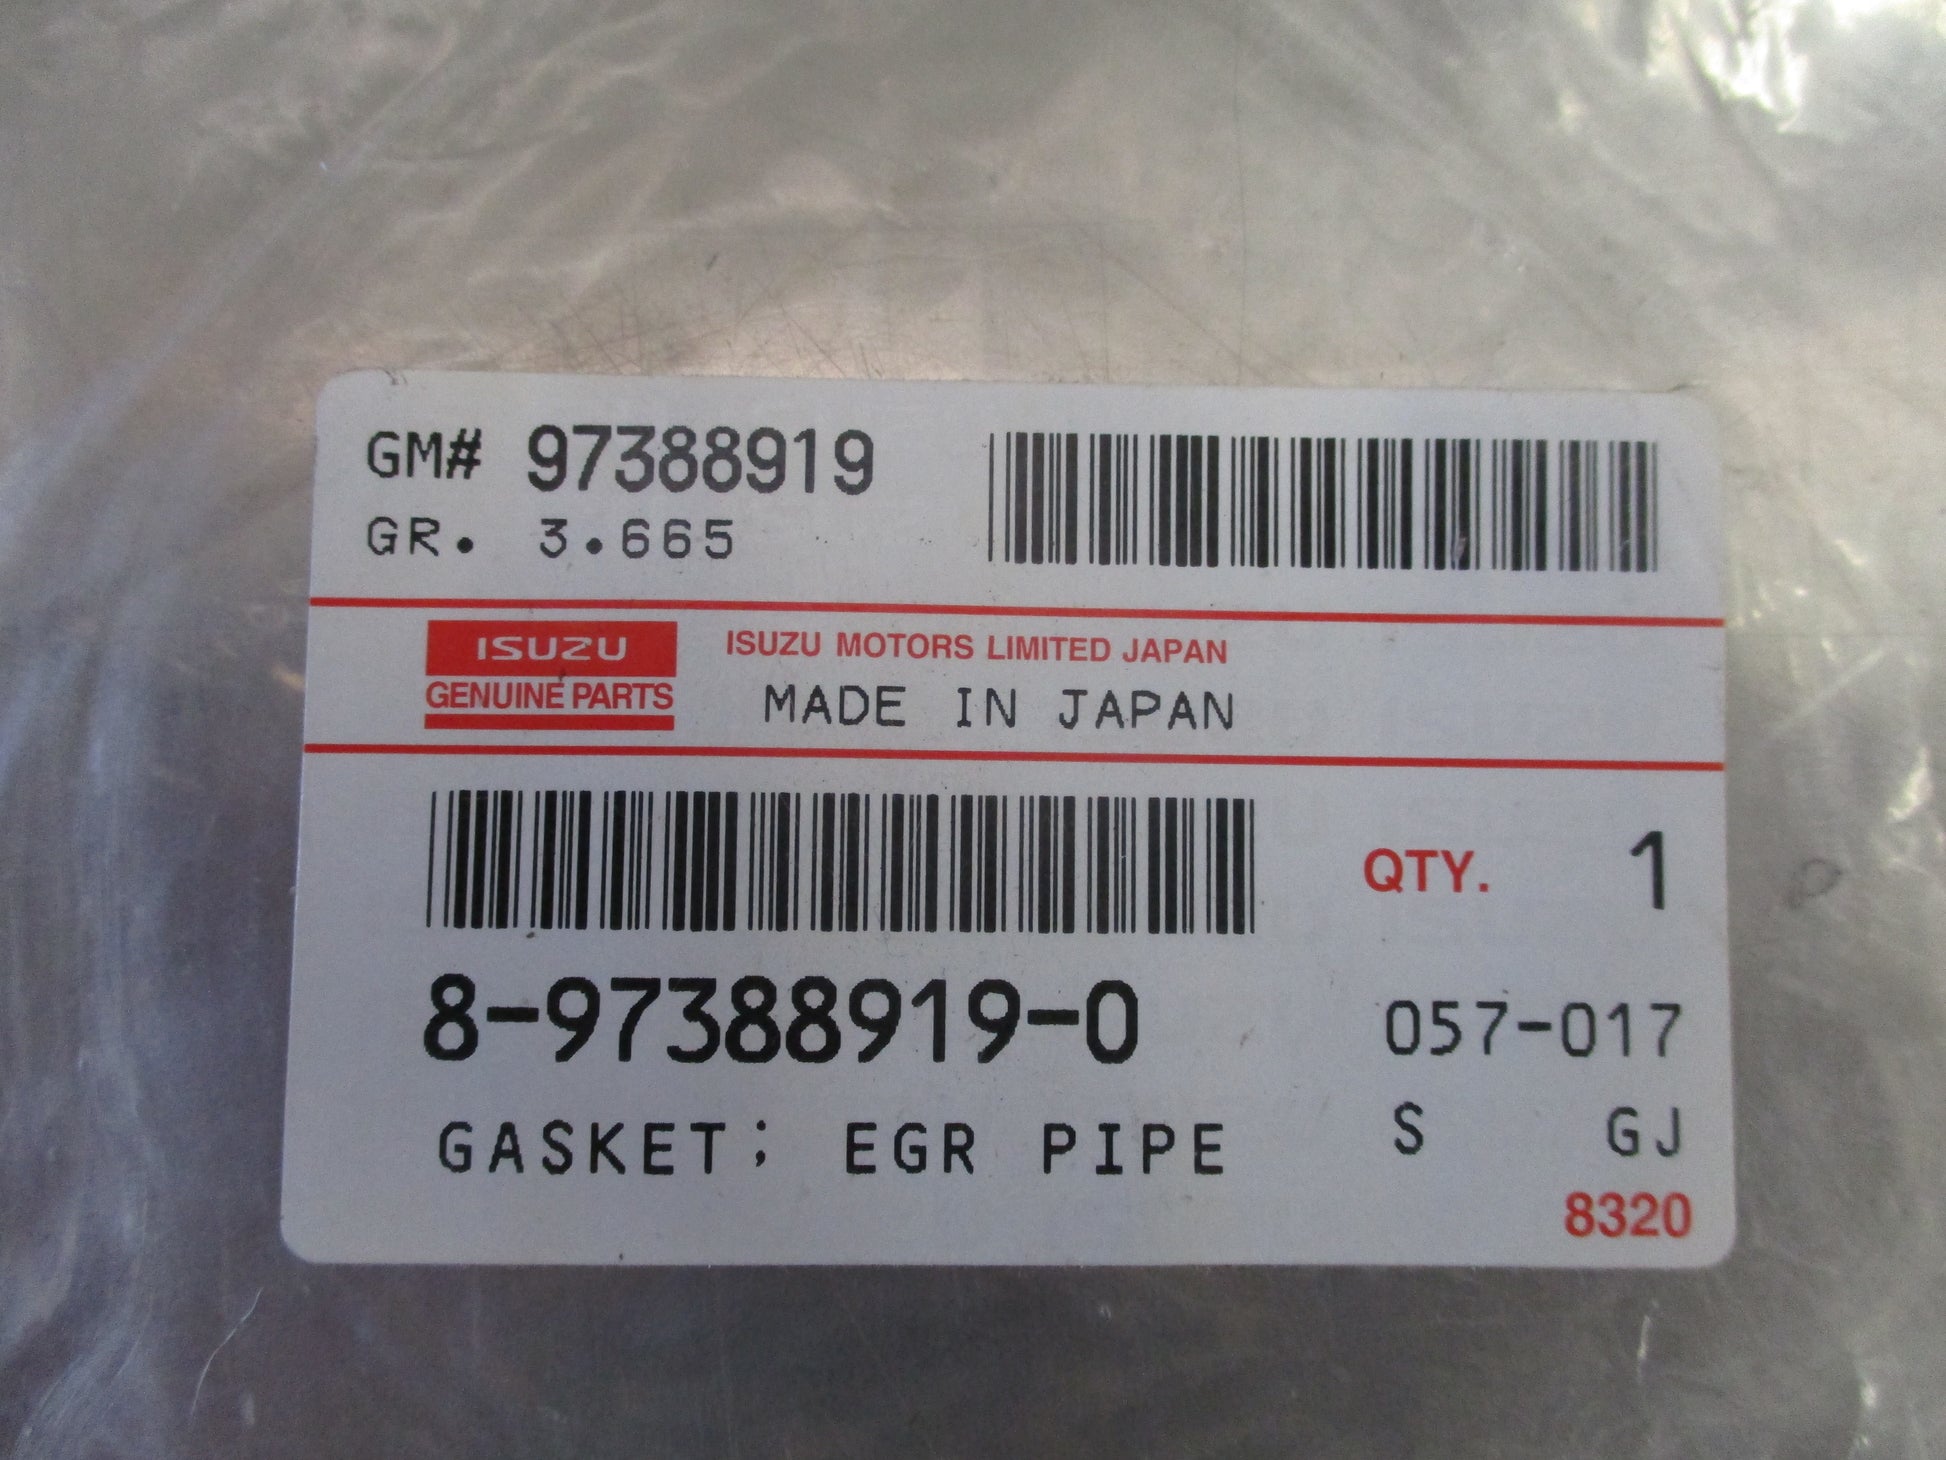 GM# 97388919
GR. 3.665
ISUZU
GENUINE PARTS
ISUZU MOTORS LIMITED JAPAN
MADE IN JAPAN
QTY. 1
8-97388919-0
057-017
GASKET; EGR PIPE
S GJ
8320